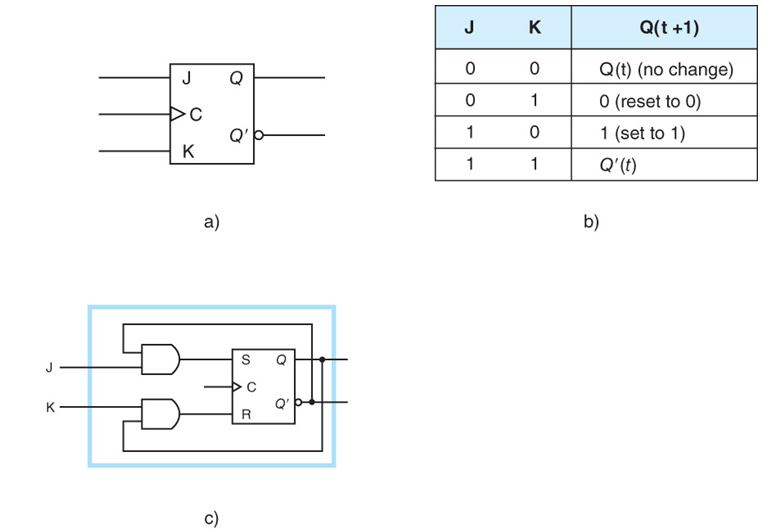 J Q
C
Q'
K
a)
J K Q(t +1)
0 0 Q(t) (no change)
0 1 0 (reset to 0)
1 0 1 (set to 1)
1 1 Q'(t)
b)
J
K
S Q
C
R Q'
c)